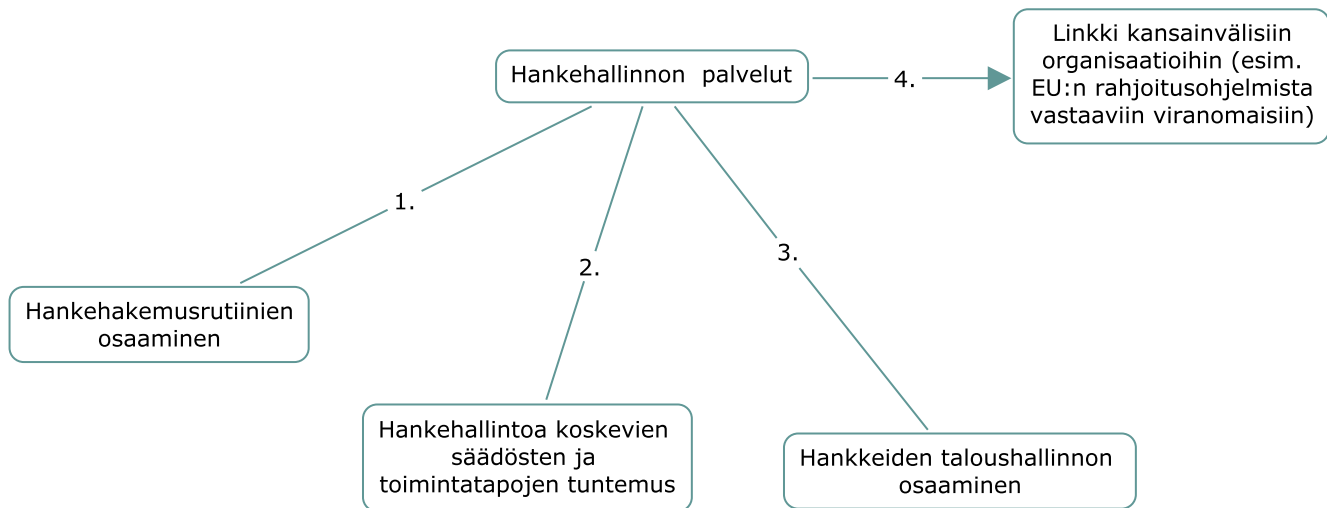 Linkki kansainvälisiin
organisaatioihin (esim.
EU:n rahjoitusohjelmista
vastaaviin viranomaisiin)
Hankehallinnon  palvelut
4.
1.
2.
3.
Hankehakemusrutiinien
osaaminen
Hankehallintoa koskevien
säädösten ja
toimintatapojen tuntemus
Hankkeiden taloushallinnon
osaaminen